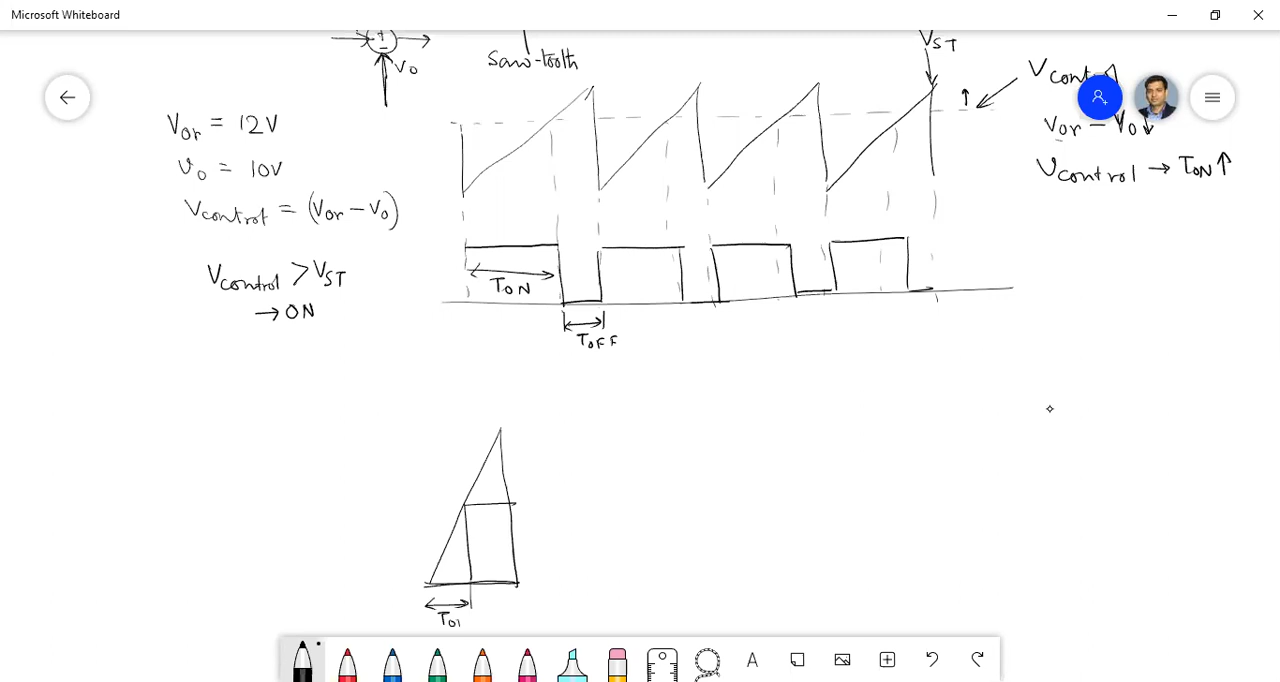 Microsoft Whiteboard
+
−
Vo
Saw-tooth
VST
Vcontrol
↑
Vor = 12V
Vo = 10V
Vcontrol = (Vor − Vo)
Vor − Vo↓
Vcontrol → TON↑
Vcontrol > VST
→ ON
TON
TOFF
A